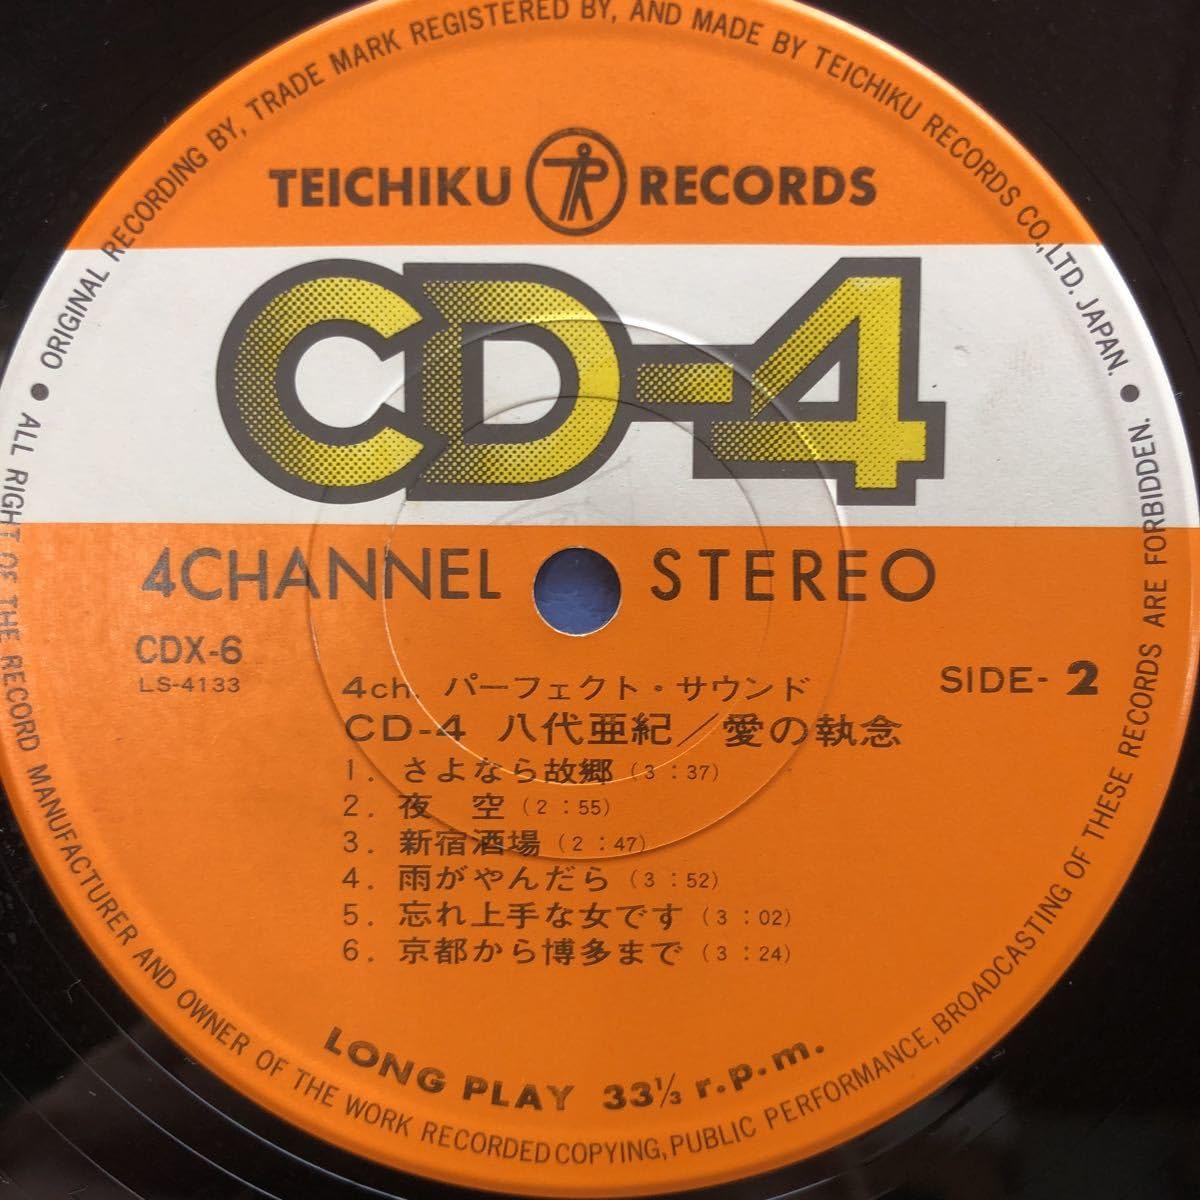 ORIGINAL RECORDING BY, TRADE MARK REGISTERED BY, AND MADE BY TEICHIKU RECORDS CO., LTD. JAPAN.
TEICHIKU RECORDS
CD-4
4CHANNEL STEREO
CDX-6
LS-4133
SIDE-2
4ch. パーフェクト・サウンド
CD-4 八代亜紀/愛の執念
1. さよなら故郷 (3:37)
2. 夜 空 (2:55)
3. 新宿酒場 (2:47)
4. 雨がやんだら (3:52)
5. 忘れ上手な女です (3:02)
6. 京都から博多まで (3:24)
LONG PLAY 33⅓ r.p.m.
● ALL RIGHT OF THE RECORD MANUFACTURER AND OWNER OF THE WORK RECORDED COPYING, PUBLIC PERFORMANCE, BROADCASTING OF THESE RECORDS ARE FORBIDDEN. ●